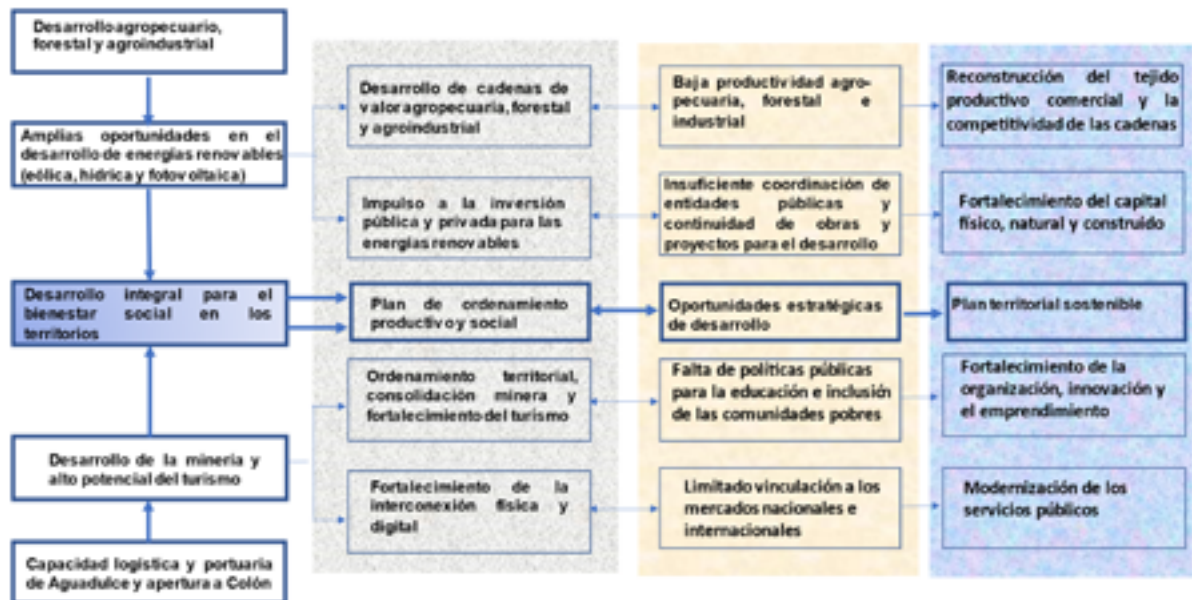 Desarrollo agropecuario,
forestal y agroindustrial
Amplias oportunidades en el
desarrollo de energías renovables
(eólica, hídrica y fotovoltaica)
Desarrollo integral para el
bienestar social en los
territorios
Desarrollo de la minería y
alto potencial del turismo
Capacidad logística y portuaria
de Aguadulce y apertura a Colón
Desarrollo de cadenas de
valor agropecuaria, forestal
y agroindustrial
Impulso a la inversión
pública y privada para las
energías renovables
Plan de ordenamiento
productivo y social
Ordenamiento territorial,
consolidación minera y
fortalecimiento del turismo
Fortalecimiento de la
interconexión física y
digital
Baja productividad agro-
pecuaria, forestal e
industrial
Insuficiente coordinación de
entidades públicas y
continuidad de obras y
proyectos para el desarrollo
Oportunidades estratégicas
de desarrollo
Falta de políticas públicas
para la educación e inclusión
de las comunidades pobres
Limitado vinculación a los
mercados nacionales e
internacionales
Reconstrucción del tejido
productivo comercial y la
competitividad de las cadenas
Fortalecimiento del capital
físico, natural y construido
Plan territorial sostenible
Fortalecimiento de la
organización, innovación y
el emprendimiento
Modernización de los
servicios públicos